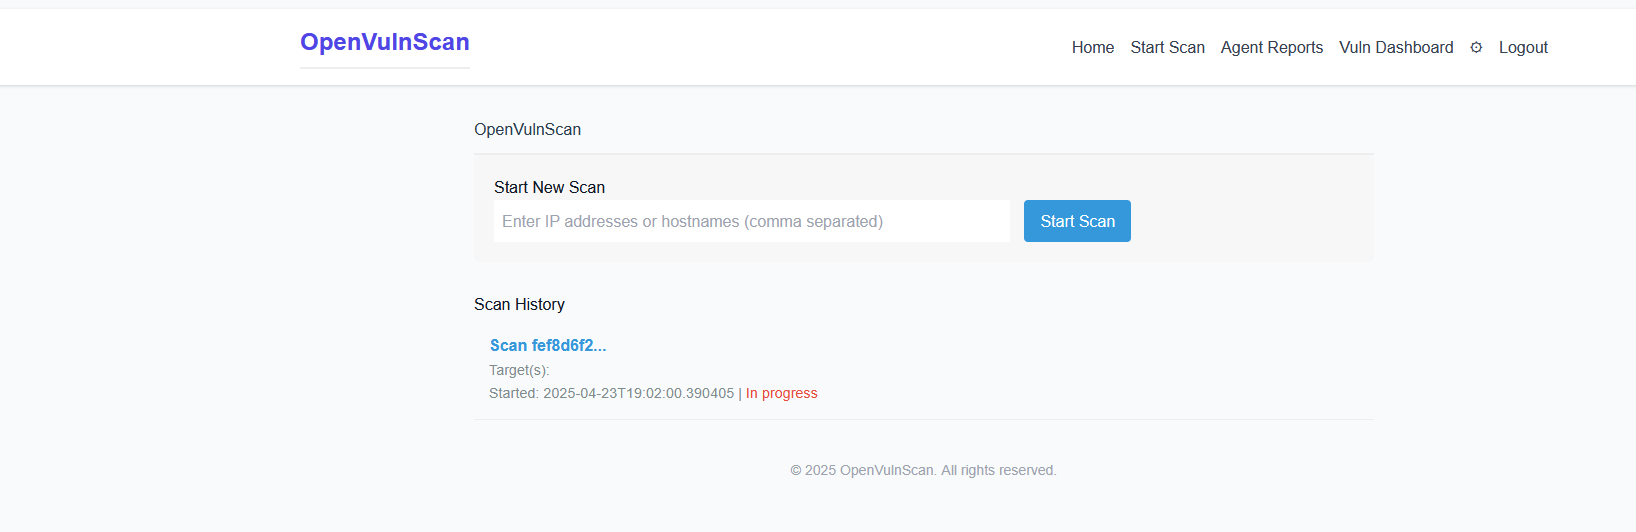 OpenVulnScan
Home Start Scan Agent Reports Vuln Dashboard ⚙ Logout
OpenVulnScan
Start New Scan
Enter IP addresses or hostnames (comma separated) Start Scan
Scan History
Scan fef8d6f2...
Target(s):
Started: 2025-04-23T19:02:00.390405 | In progress
© 2025 OpenVulnScan. All rights reserved.